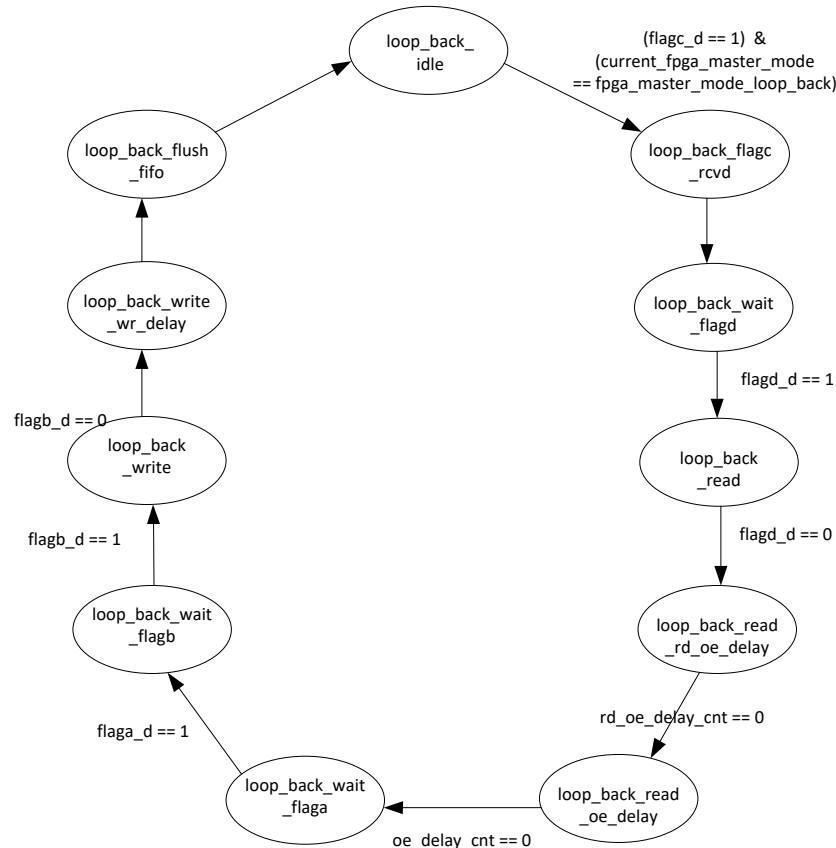 loop_back_
idle
(flagc_d == 1) &
(current_fpga_master_mode
== fpga_master_mode_loop_back)
loop_back_flagc
_rcvd
loop_back_wait
_flagd
flagd_d == 1
loop_back
_read
flagd_d == 0
loop_back_read
_rd_oe_delay
rd_oe_delay_cnt == 0
loop_back_read
_oe_delay
oe_delay_cnt == 0
loop_back_wait
_flaga
flaga_d == 1
loop_back_wait
_flagb
flagb_d == 1
loop_back
_write
flagb_d == 0
loop_back_write
_wr_delay
loop_back_flush
_fifo